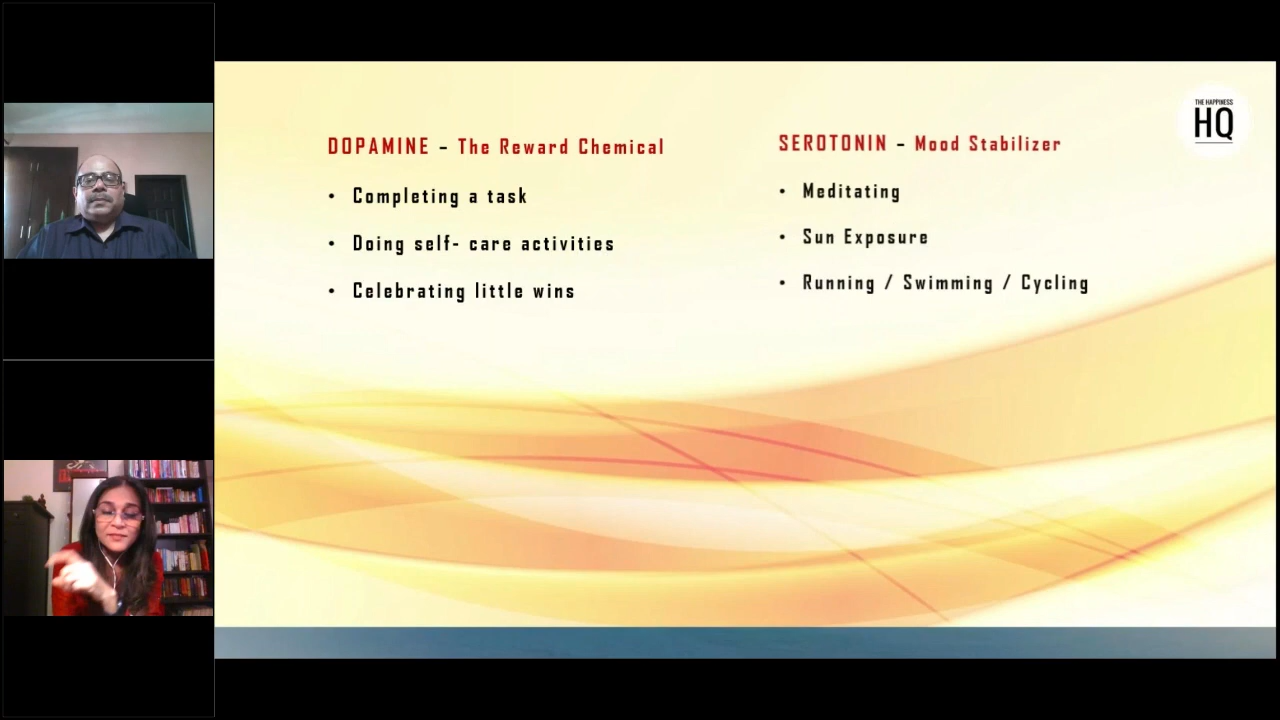 DOPAMINE – The Reward Chemical
• Completing a task
• Doing self- care activities
• Celebrating little wins
SEROTONIN – Mood Stabilizer
• Meditating
• Sun Exposure
• Running / Swimming / Cycling
THE HAPPINESS
HQ